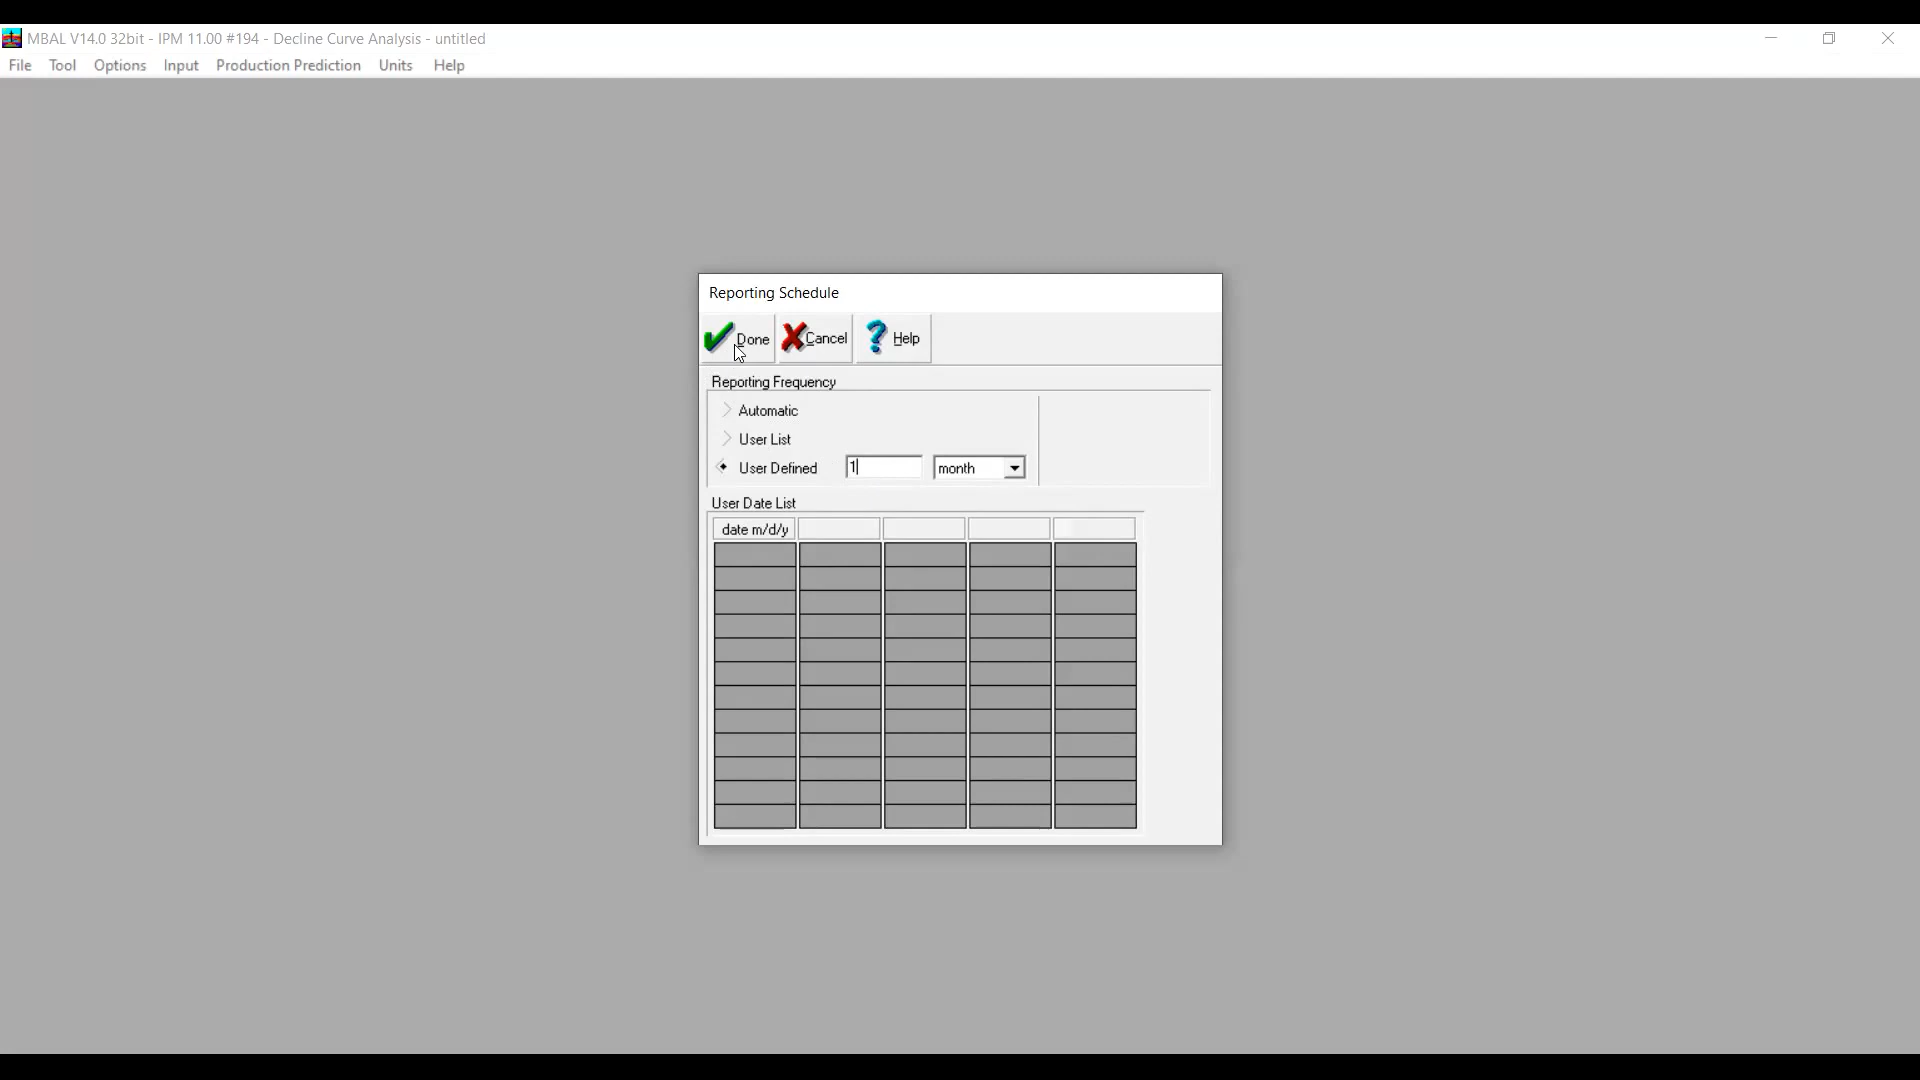 MBAL V14.0 32bit - IPM 11.00 #194 - Decline Curve Analysis - untitled
File Tool Options Input Production Prediction Units Help
Reporting Schedule
Done Cancel Help
Reporting Frequency
Automatic
User List
User Defined 1 month
User Date List
date m/d/y